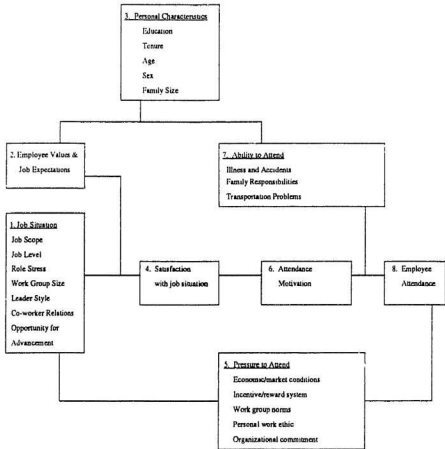 3. Personal Characteristics
Education
Tenure
Age
Sex
Family Size
2. Employee Values &
Job Expectations
7. Ability to Attend
Illness and Accidents
Family Responsibilities
Transportation Problems
1. Job Situation
Job Scope
Job Level
Role Stress
Work Group Size
Leader Style
Co-worker Relations
Opportunity for
Advancement
4. Satisfaction
with job situation
6. Attendance
Motivation
8. Employee
Attendance
5. Pressure to Attend
Economic/market conditions
Incentive/reward system
Work group norms
Personal work ethic
Organizational commitment